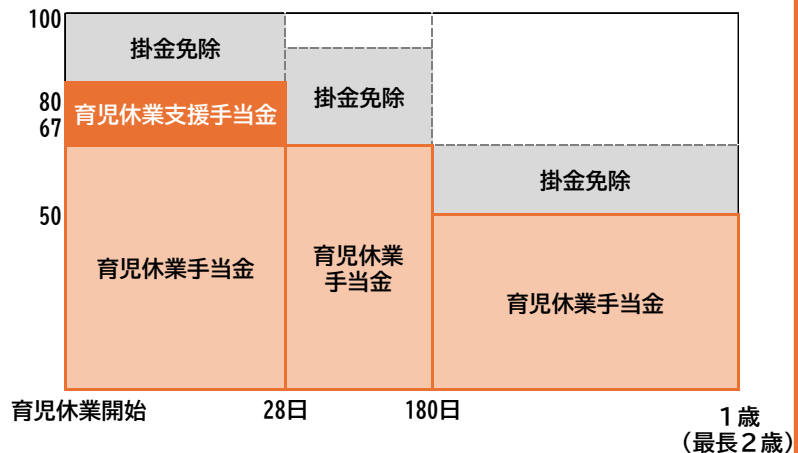 100
掛金免除
掛金免除
80
育児休業支援手当金
67
掛金免除
50
育児休業手当金
育児休業
手当金
育児休業手当金
育児休業開始
28日
180日
１歳
（最長２歳）